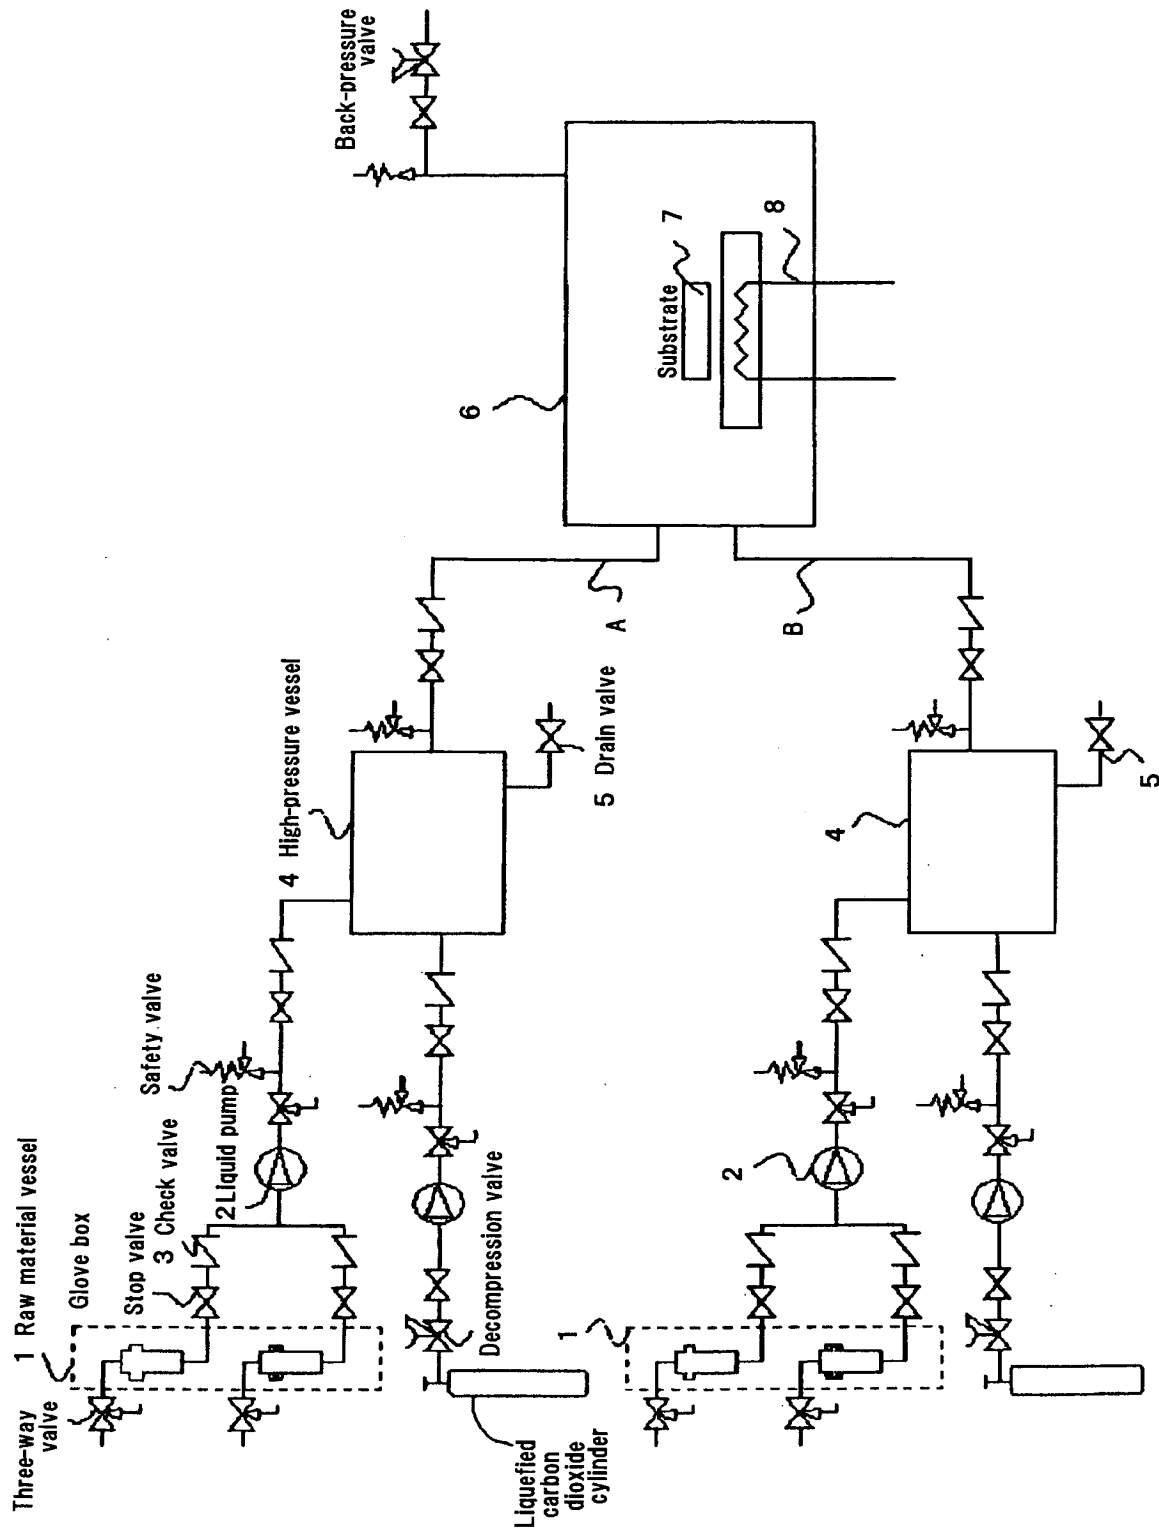 Three-way
valve
1 Raw material vessel
Glove box
Stop valve
3 Check valve
2 Liquid pump
Safety valve
4 High-pressure vessel
5 Drain valve
Decompression valve
Liquefied
carbon
dioxide
cylinder
A
B
6
Substrate
7
8
Back-pressure
valve
1
2
4
5